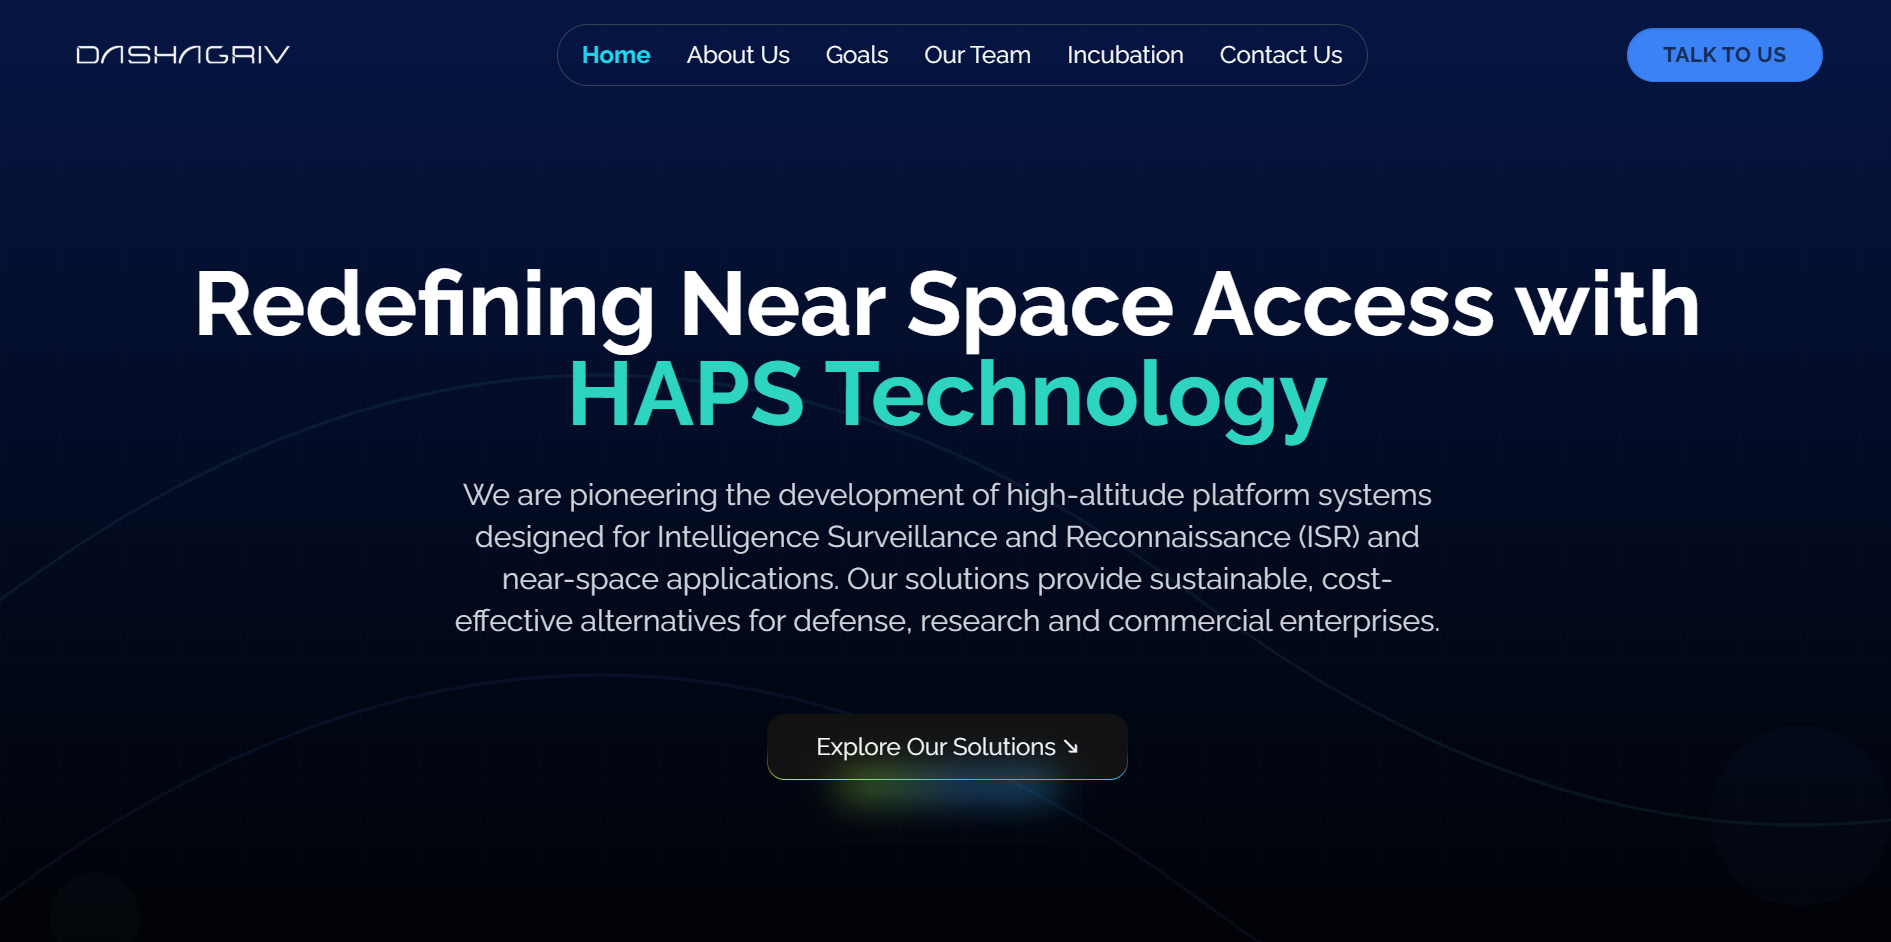 DASHAGRIV
Home About Us Goals Our Team Incubation Contact Us
TALK TO US
Redefining Near Space Access with
HAPS Technology
We are pioneering the development of high-altitude platform systems
designed for Intelligence Surveillance and Reconnaissance (ISR) and
near-space applications. Our solutions provide sustainable, cost-
effective alternatives for defense, research and commercial enterprises.
Explore Our Solutions ↘